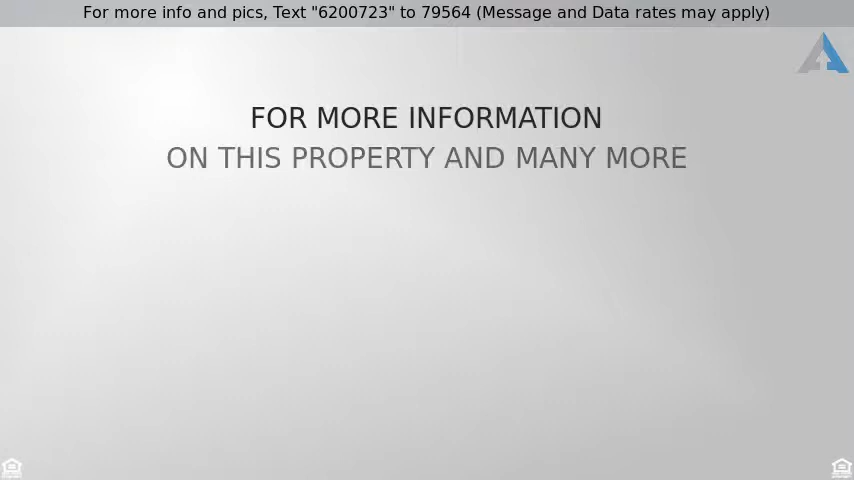 For more info and pics, Text "6200723" to 79564 (Message and Data rates may apply)
FOR MORE INFORMATION
ON THIS PROPERTY AND MANY MORE